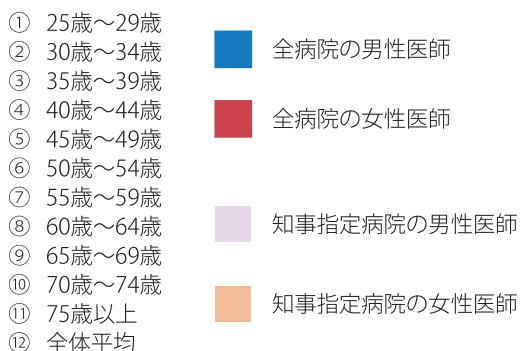 ① 25歳～29歳
② 30歳～34歳
③ 35歳～39歳
④ 40歳～44歳
⑤ 45歳～49歳
⑥ 50歳～54歳
⑦ 55歳～59歳
⑧ 60歳～64歳
⑨ 65歳～69歳
⑩ 70歳～74歳
⑪ 75歳以上
⑫ 全体平均
全病院の男性医師
全病院の女性医師
知事指定病院の男性医師
知事指定病院の女性医師